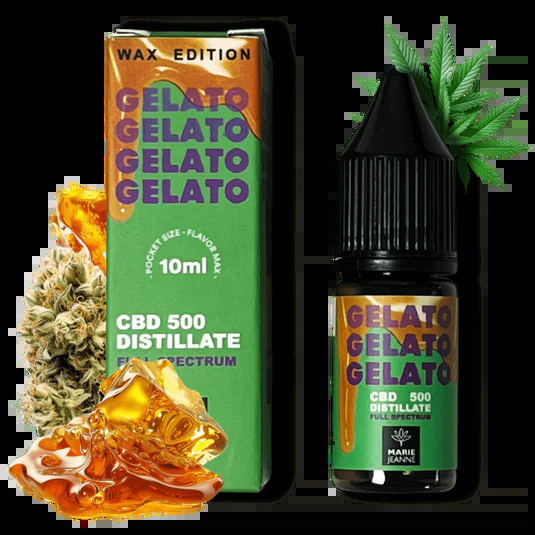 WAX EDITION
GELATO
GELATO
GELATO
GELATO
POCKET SIZE - FLAVOR MAX
10ml
CBD 500
DISTILLATE
FULL SPECTRUM
GELATO
GELATO
GELATO
CBD 500
DISTILLATE
FULL SPECTRUM
MARIE
JEANNE